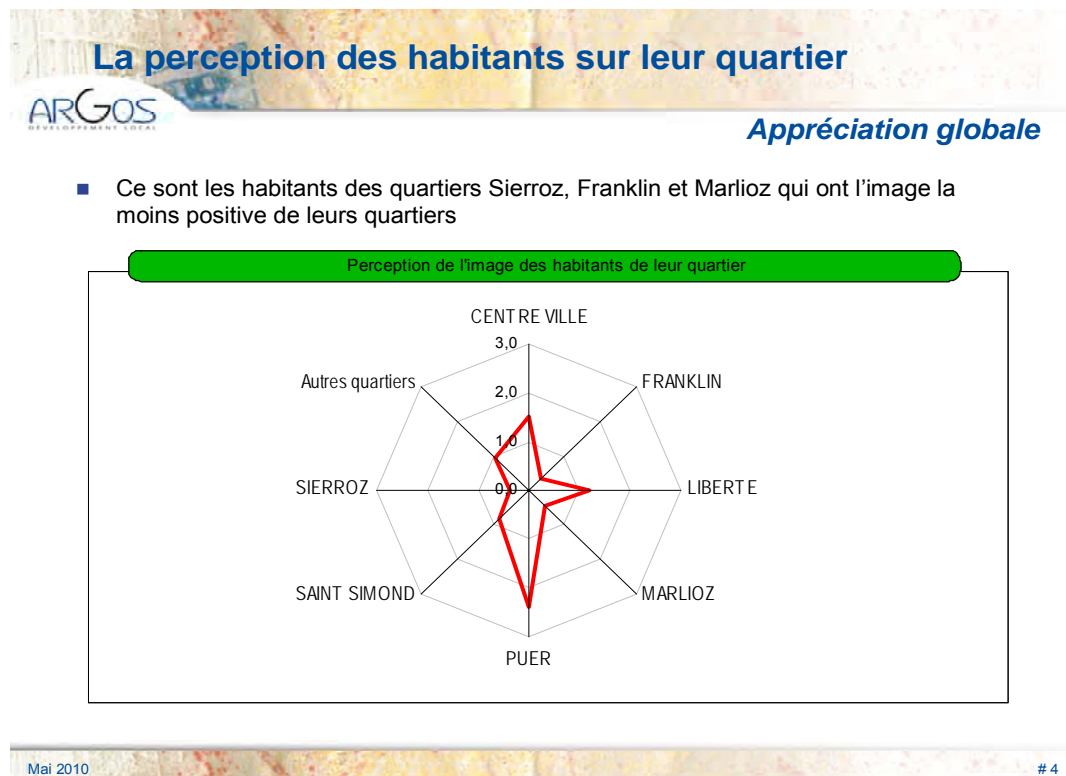 La perception des habitants sur leur quartier
ARGOS
DÉVELOPPEMENT LOCAL
Appréciation globale
Ce sont les habitants des quartiers Sierroz, Franklin et Marlioz qui ont l'image la
moins positive de leurs quartiers
Perception de l'image des habitants de leur quartier
CENTRE VILLE
3,0
Autres quartiers
FRANKLIN
2,0
1,0
SIERROZ
0,0
LIBERTE
SAINT SIMOND
MARLIOZ
PUER
Mai 2010
# 4